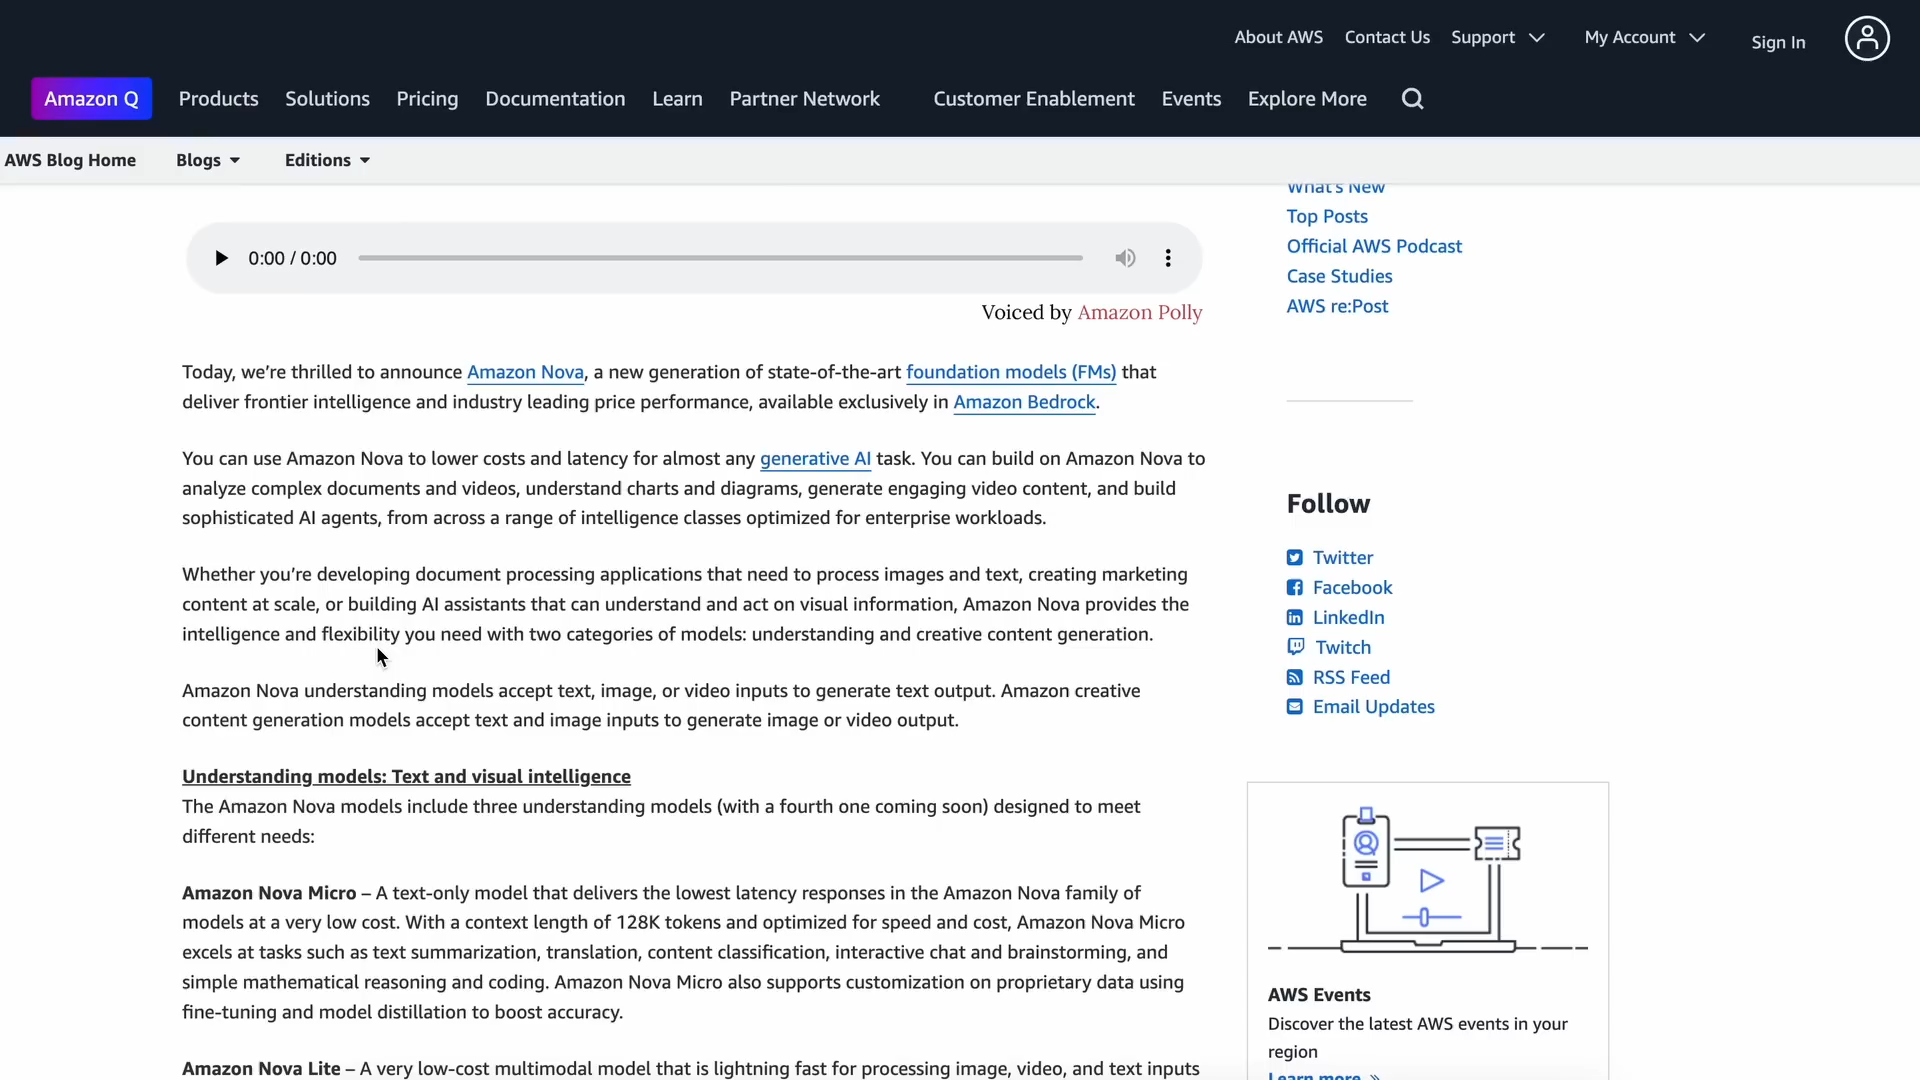 About AWS Contact Us Support My Account Sign In
Amazon Q Products Solutions Pricing Documentation Learn Partner Network Customer Enablement Events Explore More
AWS Blog Home Blogs Editions
0:00 / 0:00
Voiced by Amazon Polly
Today, we’re thrilled to announce Amazon Nova, a new generation of state-of-the-art foundation models (FMs) that
deliver frontier intelligence and industry leading price performance, available exclusively in Amazon Bedrock.
You can use Amazon Nova to lower costs and latency for almost any generative AI task. You can build on Amazon Nova to
analyze complex documents and videos, understand charts and diagrams, generate engaging video content, and build
sophisticated AI agents, from across a range of intelligence classes optimized for enterprise workloads.
Whether you’re developing document processing applications that need to process images and text, creating marketing
content at scale, or building AI assistants that can understand and act on visual information, Amazon Nova provides the
intelligence and flexibility you need with two categories of models: understanding and creative content generation.
Amazon Nova understanding models accept text, image, or video inputs to generate text output. Amazon creative
content generation models accept text and image inputs to generate image or video output.
Understanding models: Text and visual intelligence
The Amazon Nova models include three understanding models (with a fourth one coming soon) designed to meet
different needs:
Amazon Nova Micro – A text-only model that delivers the lowest latency responses in the Amazon Nova family of
models at a very low cost. With a context length of 128K tokens and optimized for speed and cost, Amazon Nova Micro
excels at tasks such as text summarization, translation, content classification, interactive chat and brainstorming, and
simple mathematical reasoning and coding. Amazon Nova Micro also supports customization on proprietary data using
fine-tuning and model distillation to boost accuracy.
Amazon Nova Lite – A very low-cost multimodal model that is lightning fast for processing image, video, and text inputs
What's New
Top Posts
Official AWS Podcast
Case Studies
AWS re:Post
Follow
Twitter
Facebook
LinkedIn
Twitch
RSS Feed
Email Updates
AWS Events
Discover the latest AWS events in your
region
Learn more »